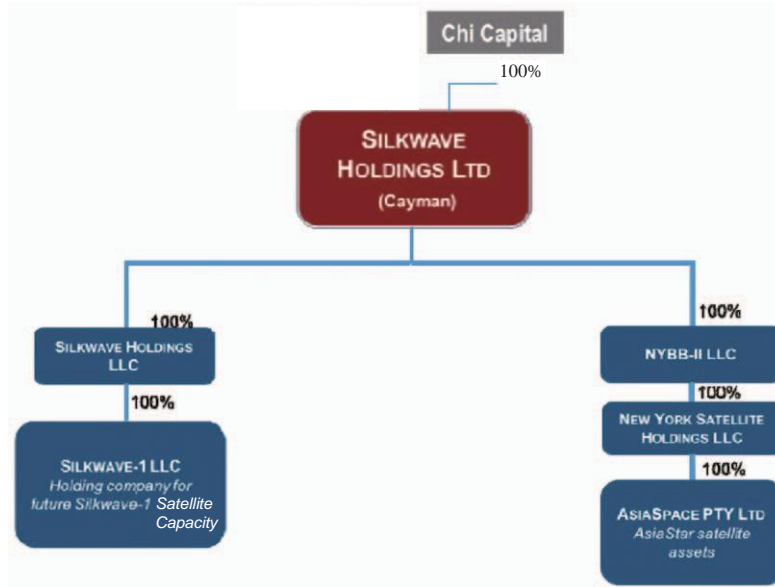 Chi Capital
100%
SILKWAVE
HOLDINGS LTD
(Cayman)
100%
100%
SILKWAVE HOLDINGS
LLC
NYBB-II LLC
100%
100%
NEW YORK SATELLITE
HOLDINGS LLC
SILKWAVE-1 LLC
Holding company for
future Silkwave-1 Satellite
Capacity
100%
ASIASPACE PTY LTD
AsiaStar satellite
assets